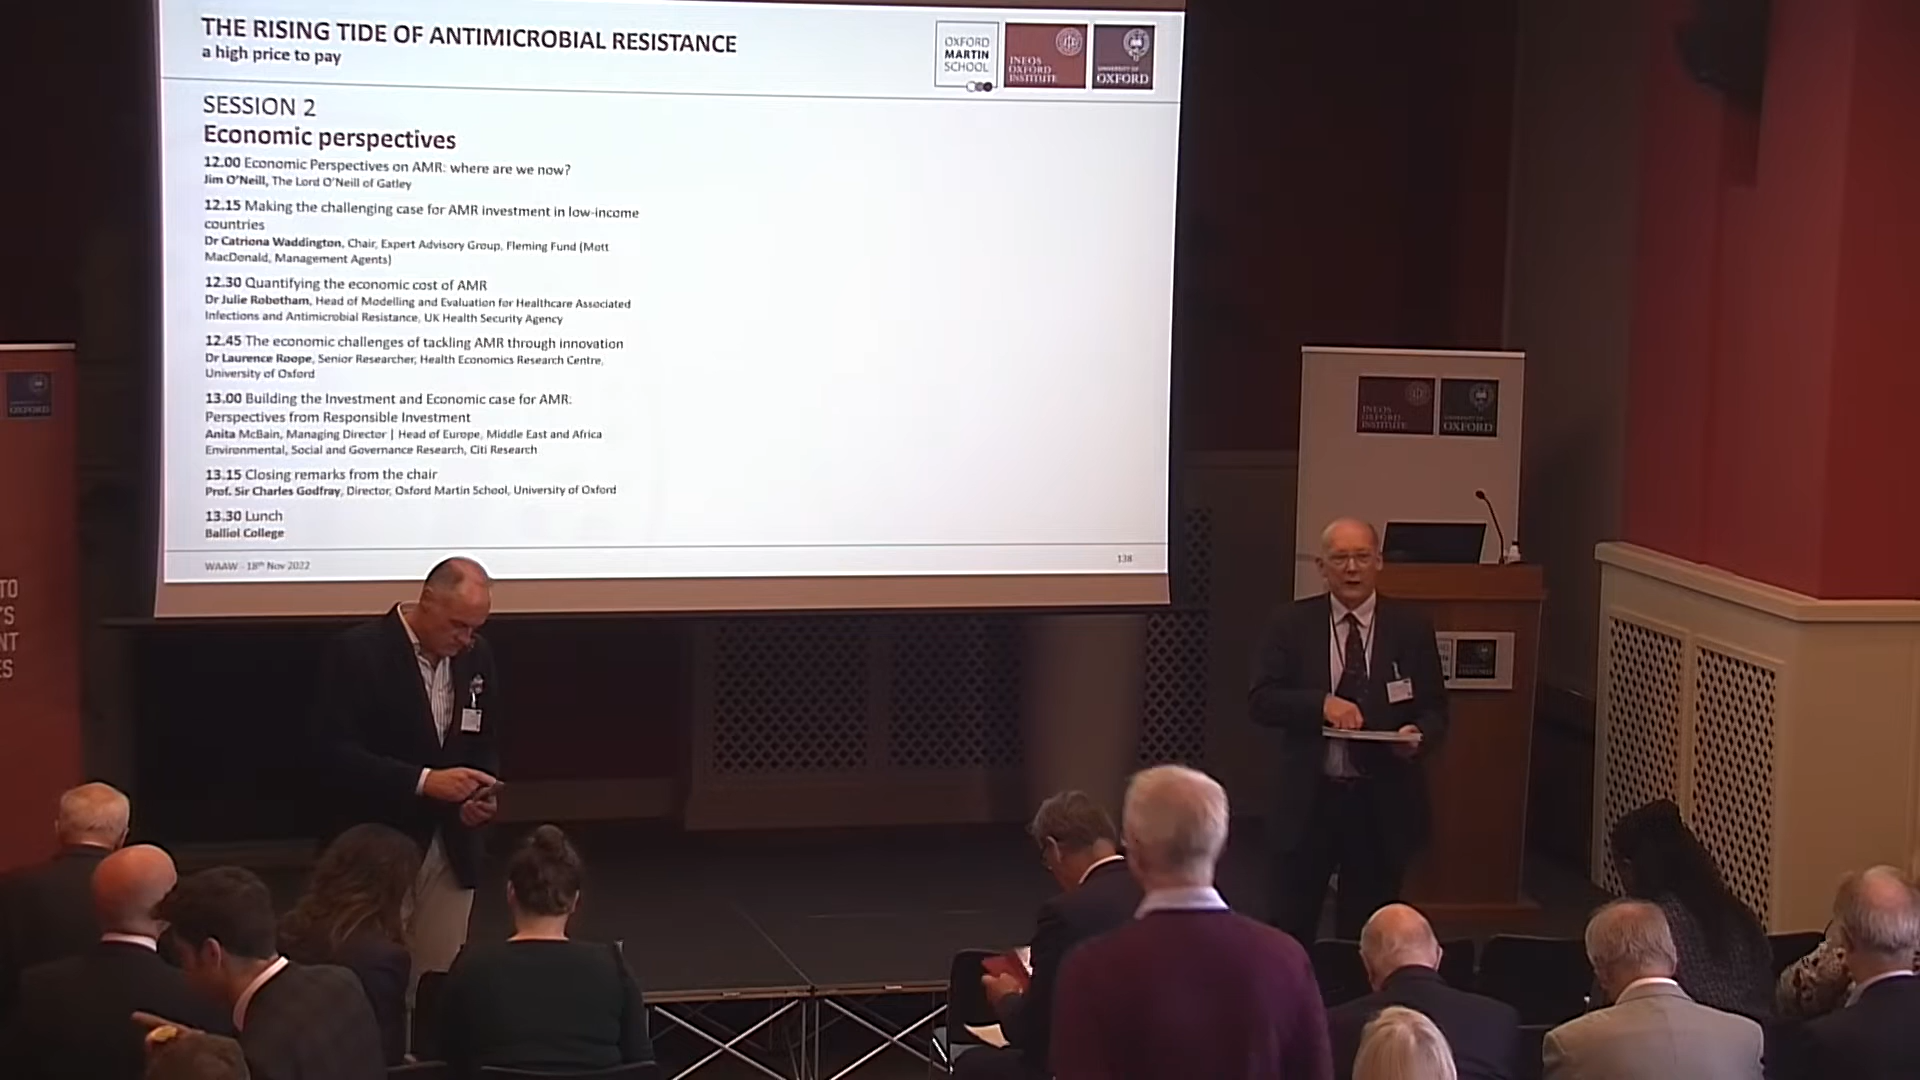 THE RISING TIDE OF ANTIMICROBIAL RESISTANCE
a high price to pay
OXFORD
MARTIN
SCHOOL
INEOS
OXFORD
INSTITUTE
UNIVERSITY OF
OXFORD
SESSION 2
Economic perspectives
12.00 Economic Perspectives on AMR: where are we now?
Jim O'Neill, The Lord O'Neill of Gatley
12.15 Making the challenging case for AMR investment in low-income
countries
Dr Catriona Waddington, Chair, Expert Advisory Group, Fleming Fund (Mott
MacDonald, Management Agents)
12.30 Quantifying the economic cost of AMR
Dr Julie Robotham, Head of Modelling and Evaluation for Healthcare Associated
Infections and Antimicrobial Resistance, UK Health Security Agency
12.45 The economic challenges of tackling AMR through innovation
Dr Laurence Roope, Senior Researcher, Health Economics Research Centre,
University of Oxford
13.00 Building the Investment and Economic case for AMR:
Perspectives from Responsible Investment
Anita McBain, Managing Director | Head of Europe, Middle East and Africa
Environmental, Social and Governance Research, Citi Research
13.15 Closing remarks from the chair
Prof. Sir Charles Godfray, Director, Oxford Martin School, University of Oxford
13.30 Lunch
Balliol College
WAAW - 18th Nov 2022
138
INEOS
OXFORD
INSTITUTE
UNIVERSITY OF
OXFORD
OXFORD
OXFORD
TO
'S
NT
ES